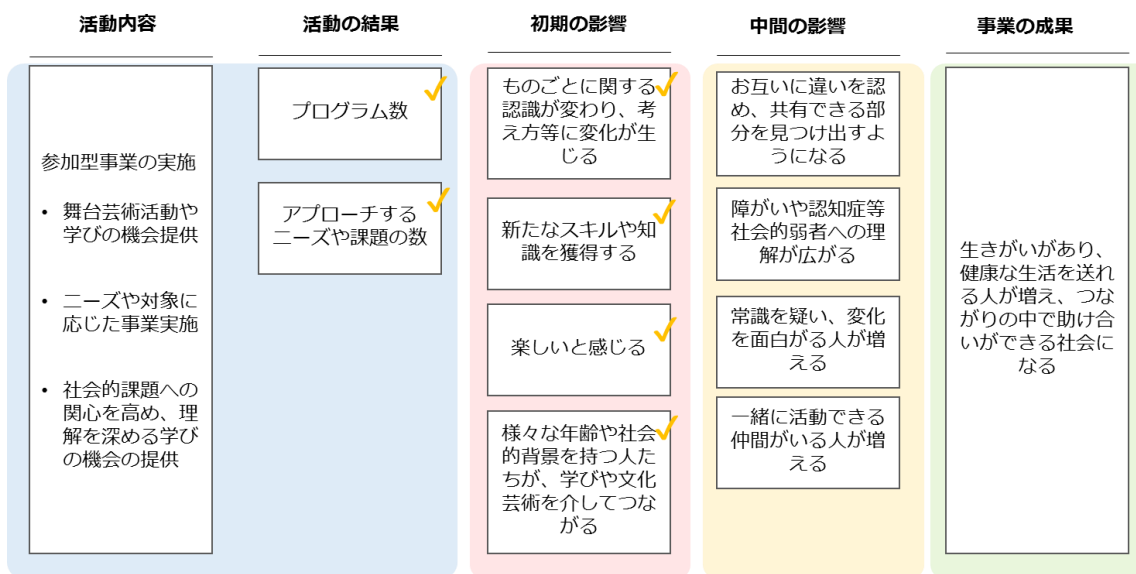 活動内容
活動の結果
初期の影響
中間の影響
事業の成果
参加型事業の実施
• 舞台芸術活動や
学びの機会提供
• ニーズや対象に
応じた事業実施
• 社会的課題への
関心を高め、理
解を深める学び
の機会の提供
プログラム数
アプローチする
ニーズや課題の数
ものごとに関する
認識が変わり、考
え方等に変化が生
じる
新たなスキルや知
識を獲得する
楽しいと感じる
様々な年齢や社会
的背景を持つ人た
ちが、学びや文化
芸術を介してつな
がる
お互いに違いを認
め、共有できる部
分を見つけ出すよ
うになる
障がいや認知症等
社会的弱者への理
解が広がる
常識を疑い、変化
を面白がる人が増
える
一緒に活動できる
仲間がいる人が増
える
生きがいがあり、
健康な生活を送れ
る人が増え、つな
がりの中で助け合
いができる社会に
なる